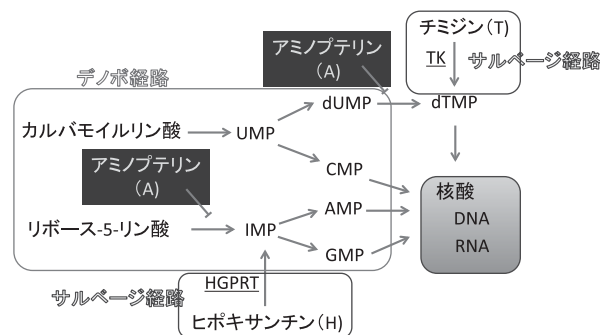 チミジン(T)
TK
サルベージ経路
アミノプテリン
(A)
デノボ経路
dUMP
dTMP
カルバモイルリン酸
UMP
アミノプテリン
(A)
CMP
核酸
DNA
RNA
リボース-5-リン酸
IMP
AMP
GMP
HGPRT
サルベージ経路
ヒポキサンチン(H)